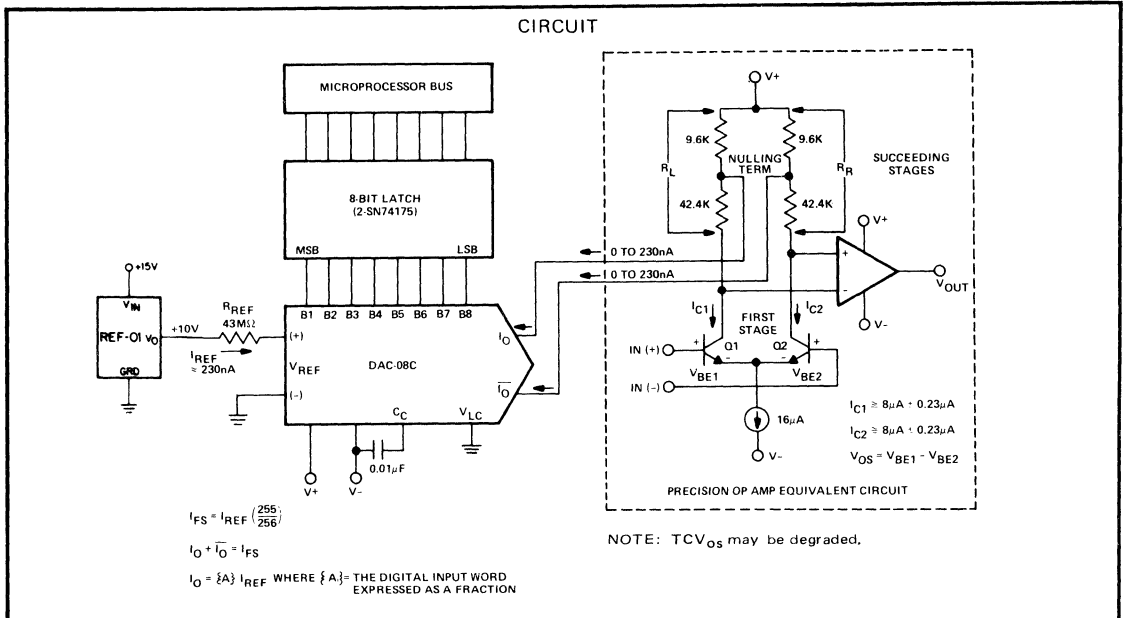 CIRCUIT
MICROPROCESSOR BUS
8-BIT LATCH
(2-SN74175)
MSB
LSB
+15V
VIN
REF-01 VO
GRD
+10V
RREF
43MΩ
IREF
≈ 230nA
B1 B2 B3 B4 B5 B6 B7 B8
(+)
VREF
(-)
DAC-08C
IO
IO
CC
VLC
0.01μF
V+
V-
0 TO 230nA
0 TO 230nA
V+
9.6K
9.6K
RL
NULLING
TERM
RR
SUCCEEDING
STAGES
42.4K
42.4K
V+
+
-
VOUT
V-
IC1
FIRST
STAGE
IC2
IN (+)
+
Q1
-
VBE1
Q2
+
-
VBE2
IN (-)
16μA
V-
IC1 ≅ 8μA ± 0.23μA
IC2 ≅ 8μA ± 0.23μA
VOS = VBE1 - VBE2
PRECISION OP AMP EQUIVALENT CIRCUIT
IFS = IREF (255/256)
IO + IO = IFS
IO = {A} IREF WHERE {A} = THE DIGITAL INPUT WORD
EXPRESSED AS A FRACTION
NOTE: TCVOS may be degraded.